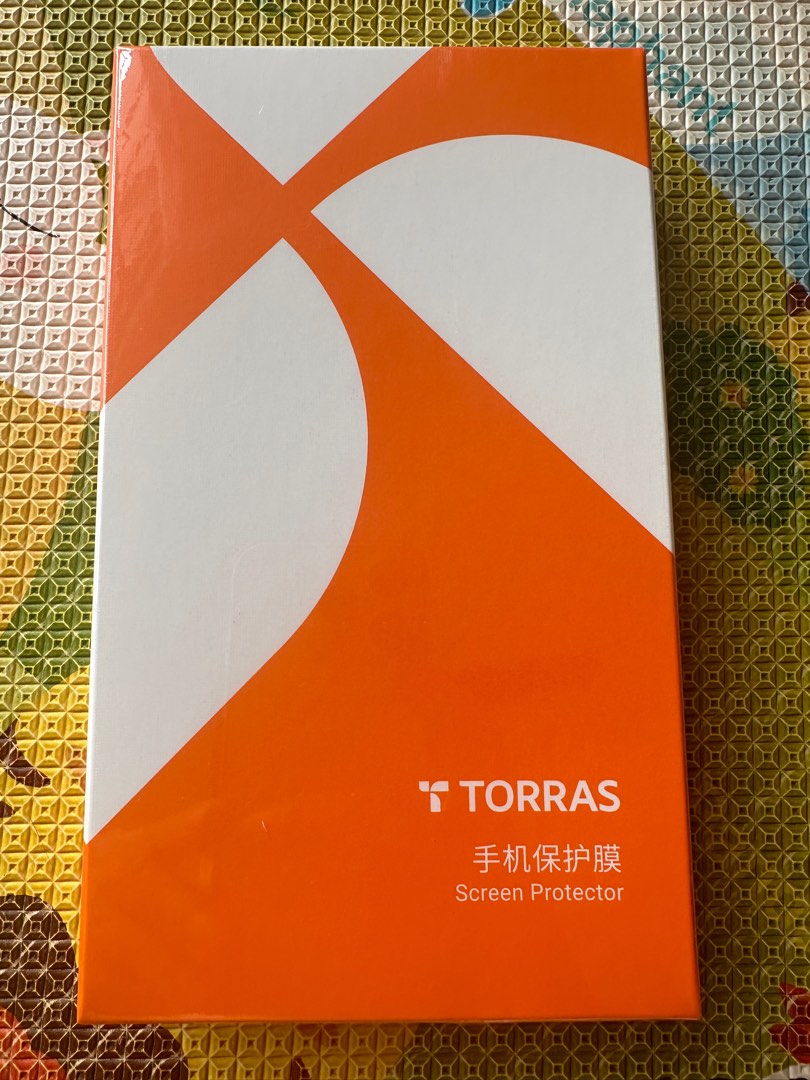 TORRAS
手机保护膜
Screen Protector